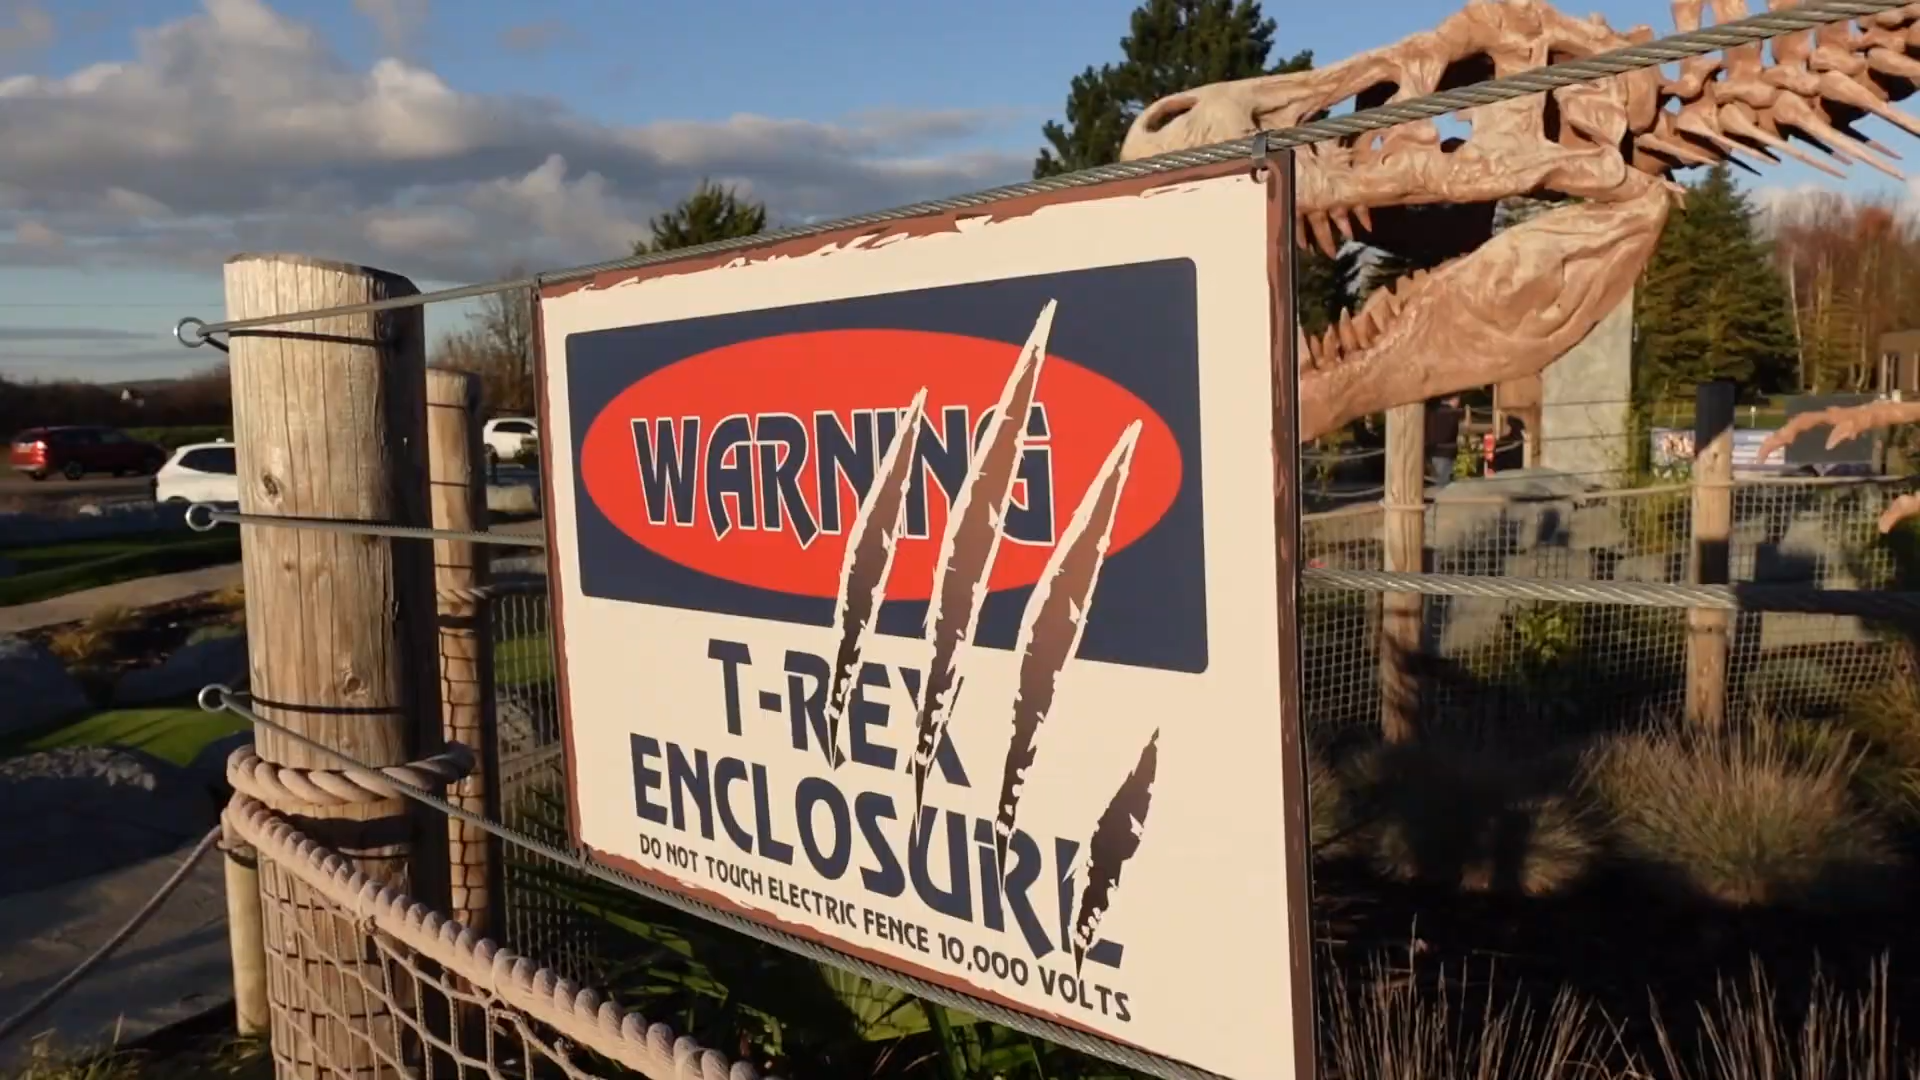 WARNING
T-REX
ENCLOSURE
DO NOT TOUCH ELECTRIC FENCE 10,000 VOLTS